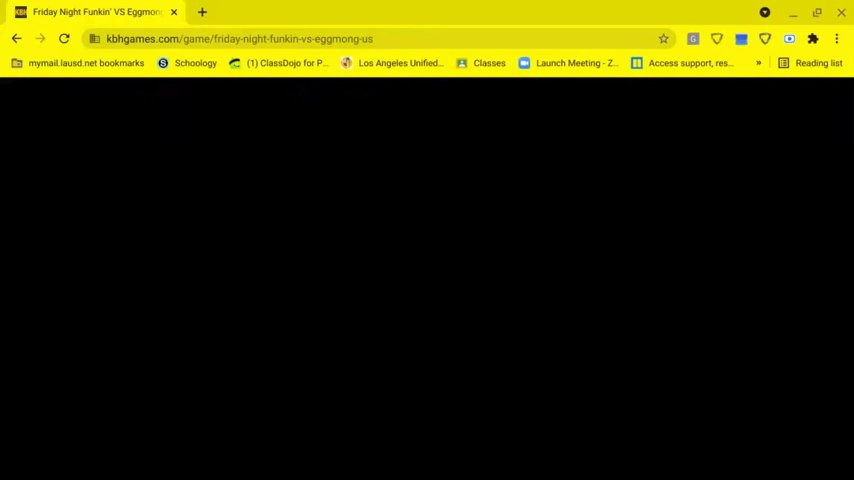 KBH Friday Night Funkin' VS Eggmong
kbhgames.com/game/friday-night-funkin-vs-eggmong-us
G
mymail.lausd.net bookmarks S Schoology (1) ClassDojo for P... Los Angeles Unified... Classes Launch Meeting - Z... Access support, res... » Reading list